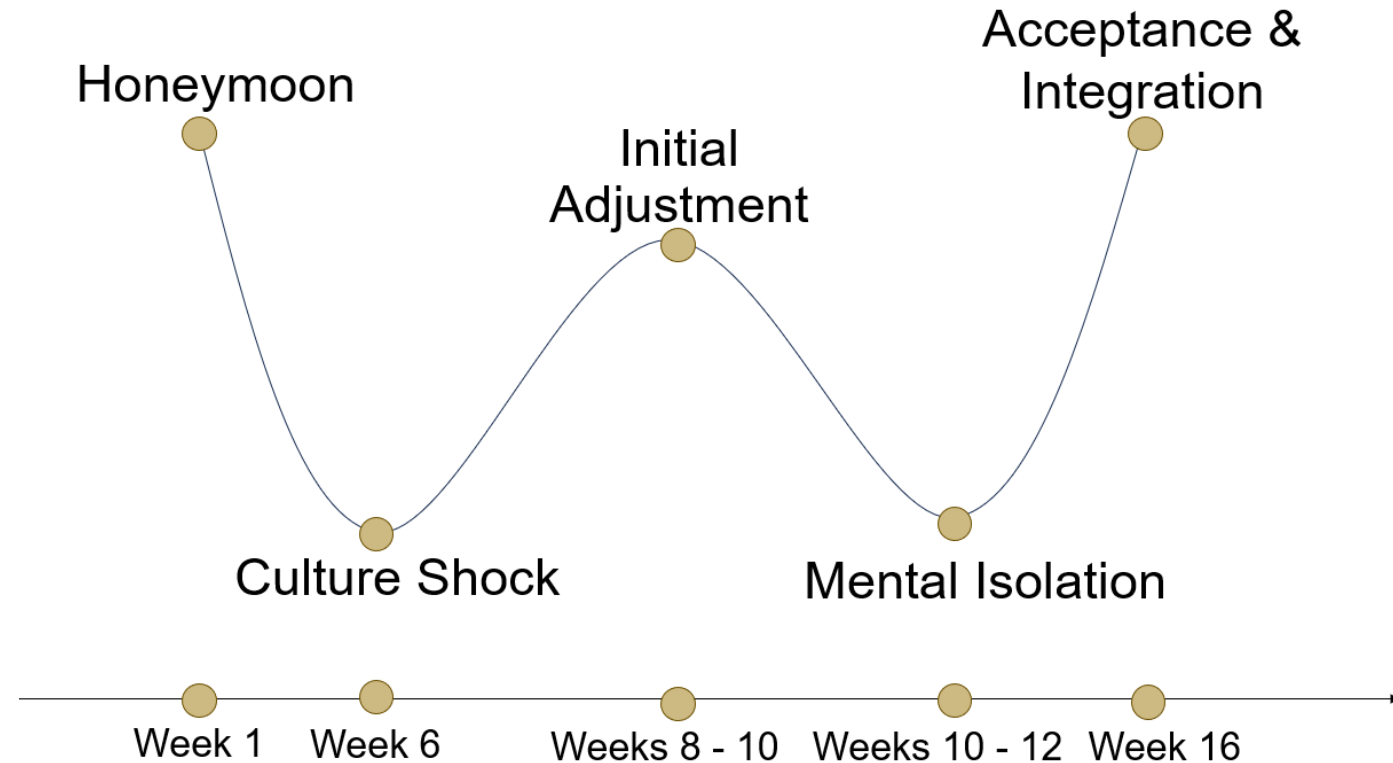 Honeymoon
Initial
Adjustment
Acceptance &
Integration
Culture Shock
Mental Isolation
Week 1
Week 6
Weeks 8 - 10
Weeks 10 - 12
Week 16